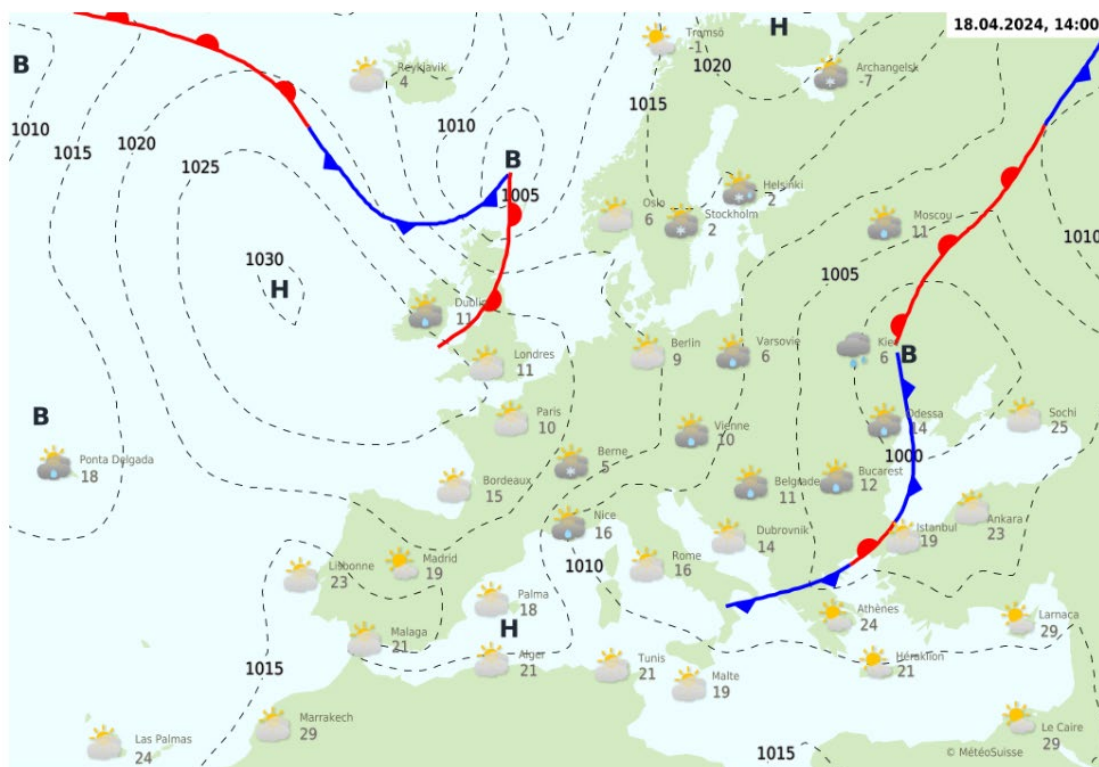 18.04.2024, 14:00
H
Tromsö
-1
B
Reykjavik
4
1020
Archangelsk
-7
1015
1010
1010
1020
1015
1025
B
1005
Helsinki
2
Oslo
6
Stockholm
2
Moscou
11
1010
1030
H
1005
Dublin
11
Londres
11
Berlin
9
Varsovie
6
Kiev
6
B
B
Ponta Delgada
18
Paris
10
Vienne
10
Odessa
14
Sochi
25
1000
Berne
5
Bordeaux
15
Belgrade
11
Bucarest
12
Nice
16
Dubrovnik
14
Istanbul
19
Ankara
23
Lisbonne
23
Madrid
19
1010
Rome
16
Palma
18
Athènes
24
Larnaca
29
Malaga
21
H
Alger
21
Tunis
21
Malte
19
Héraklion
21
1015
Marrakech
29
Las Palmas
24
Le Caire
29
1015
© MétéoSuisse